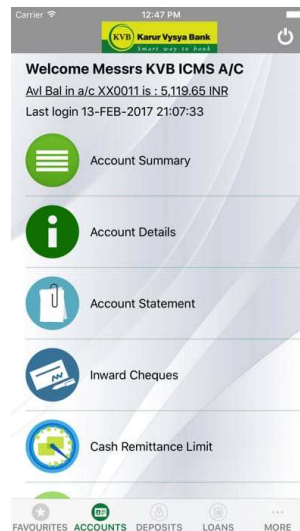 Carrier 12:47 PM
KVB Karur Vysya Bank
Smart way to bank
Welcome Messrs KVB ICMS A/C
Avl Bal in a/c XX0011 is : 5,119.65 INR
Last login 13-FEB-2017 21:07:33
Account Summary
Account Details
Account Statement
Inward Cheques
Cash Remittance Limit
FAVOURITES ACCOUNTS DEPOSITS LOANS MORE